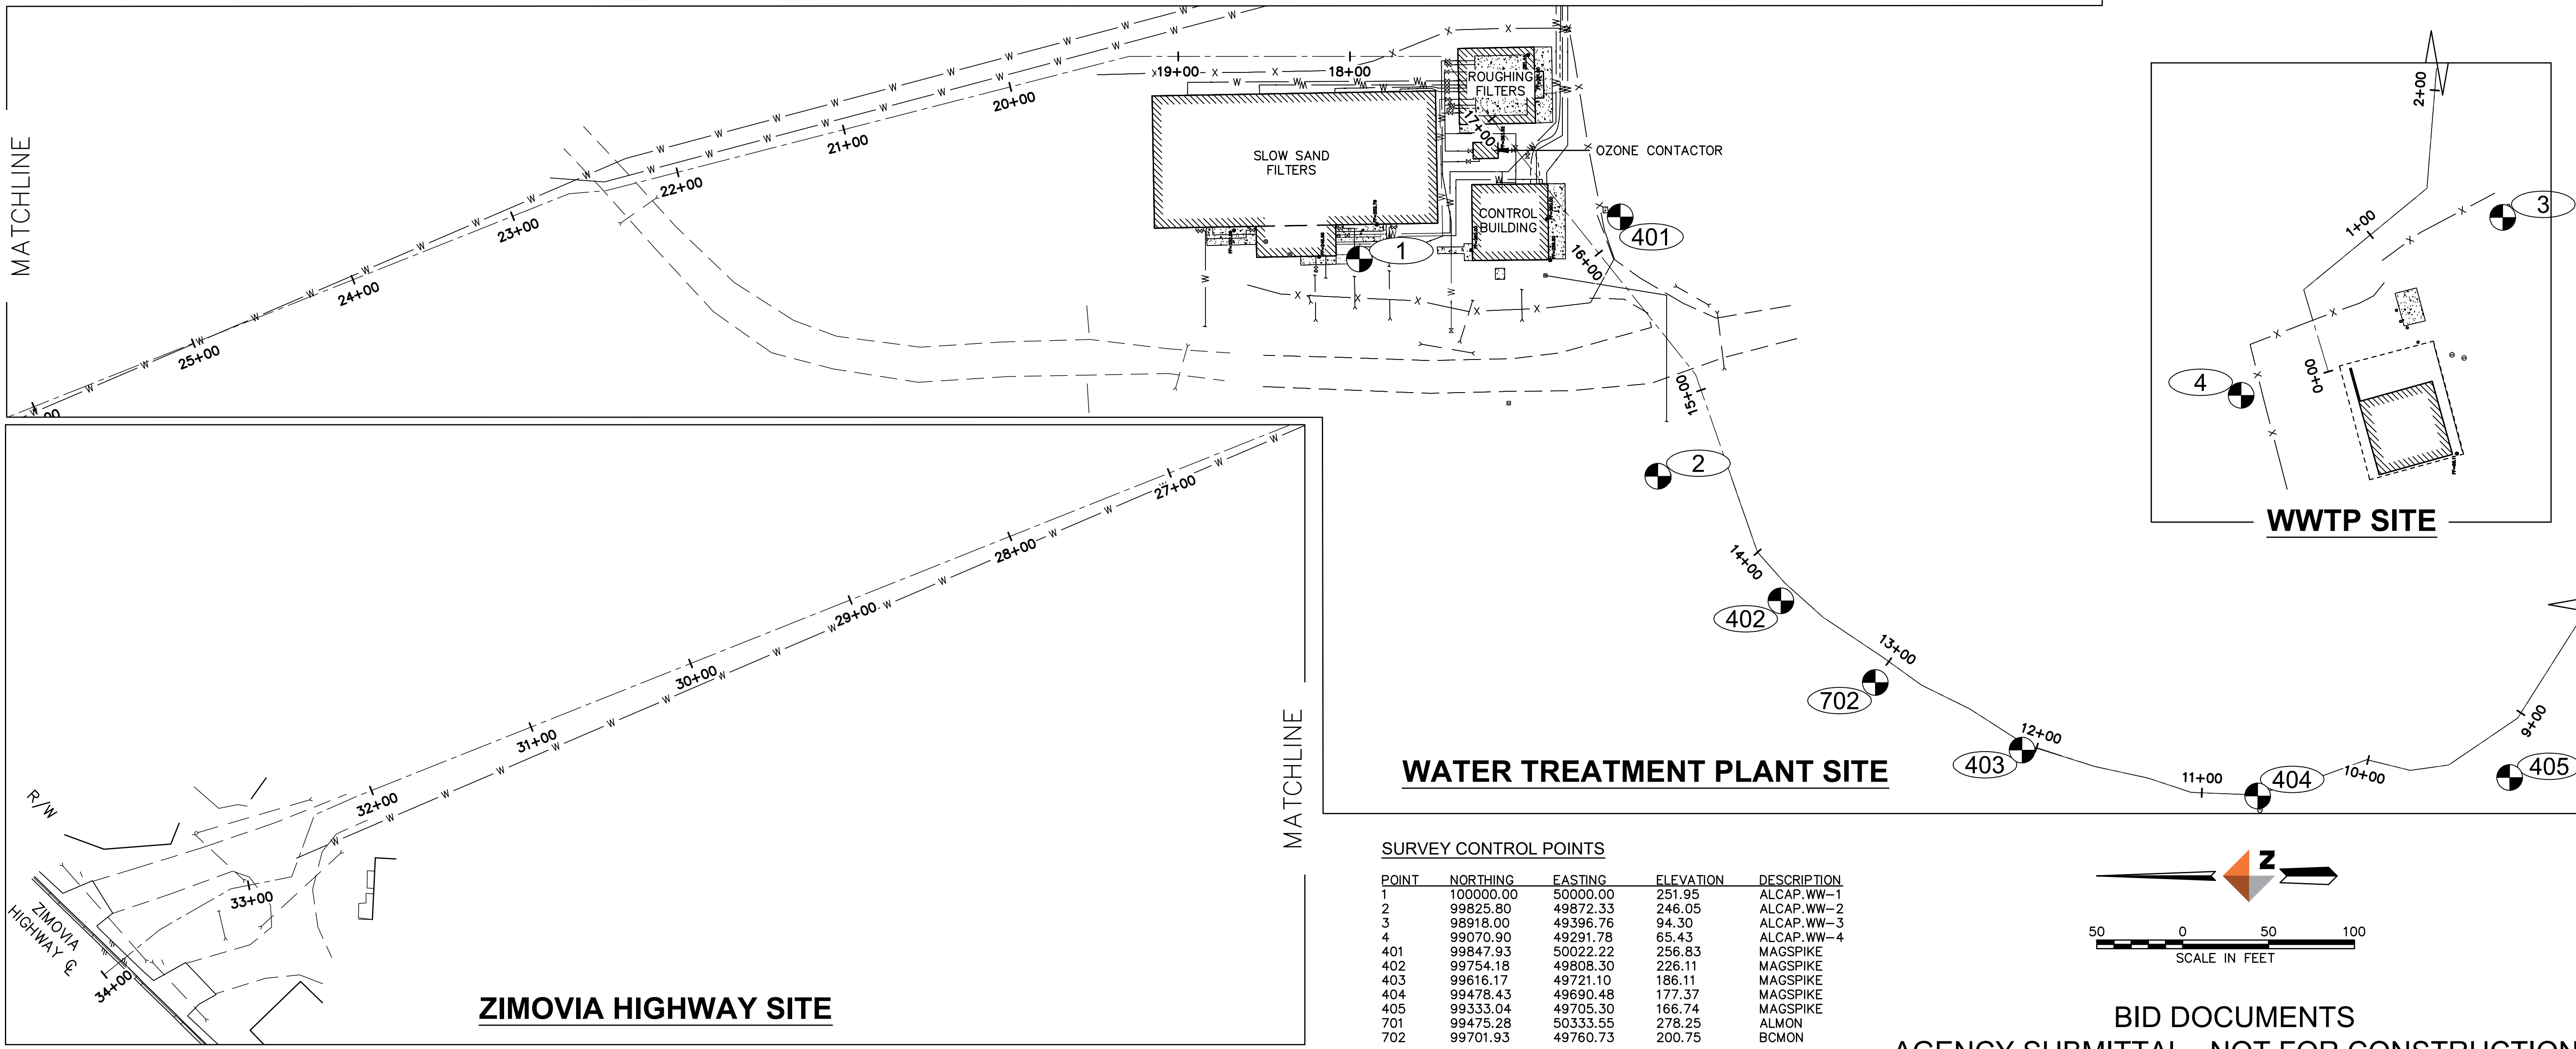 MATCHLINE
19+00
18+00
20+00
21+00
22+00
23+00
24+00
25+00
ROUGHING
FILTERS
17+00
OZONE CONTACTOR
SLOW SAND
FILTERS
CONTROL
BUILDING
401
1
16+00
15+00
2
14+00
402
13+00
702
12+00
403
11+00
404
10+00
9+00
405
WATER TREATMENT PLANT SITE
2+00
1+00
3
0+00
4
WWTP SITE
27+00
28+00
29+00
30+00
31+00
32+00
33+00
34+00
R/W
ZIMOVIA
HIGHWAY ℄
MATCHLINE
ZIMOVIA HIGHWAY SITE
SURVEY CONTROL POINTS
POINT NORTHING EASTING ELEVATION DESCRIPTION
1 100000.00 50000.00 251.95 ALCAP.WW-1
2 99825.80 49872.33 246.05 ALCAP.WW-2
3 98918.00 49396.76 94.30 ALCAP.WW-3
4 99070.90 49291.78 65.43 ALCAP.WW-4
401 99847.93 50022.22 256.83 MAGSPIKE
402 99754.18 49808.30 226.11 MAGSPIKE
403 99616.17 49721.10 186.11 MAGSPIKE
404 99478.43 49690.48 177.37 MAGSPIKE
405 99333.04 49705.30 166.74 MAGSPIKE
701 99475.28 50333.55 278.25 ALMON
702 99701.93 49760.73 200.75 BCMON
Z
50 0 50 100
SCALE IN FEET
BID DOCUMENTS
AGENCY SUBMITTAL - NOT FOR CONSTRUCTION